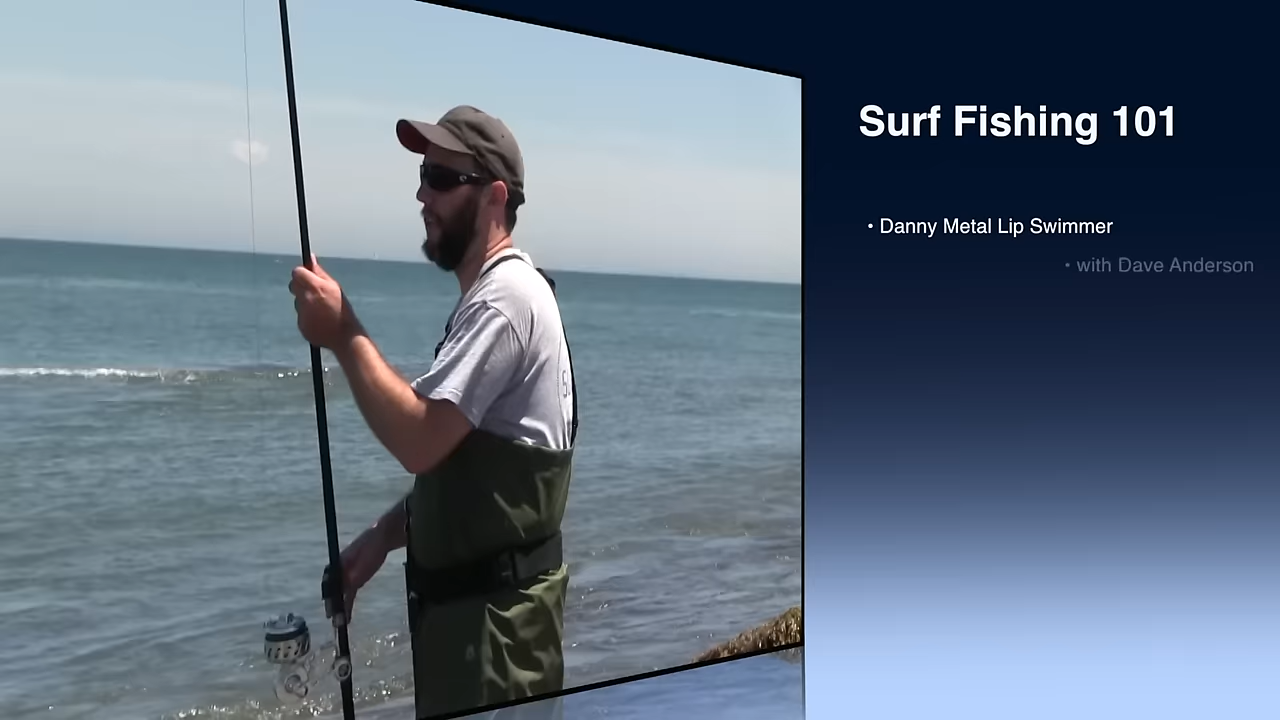 Surf Fishing 101
• Danny Metal Lip Swimmer
• with Dave Anderson